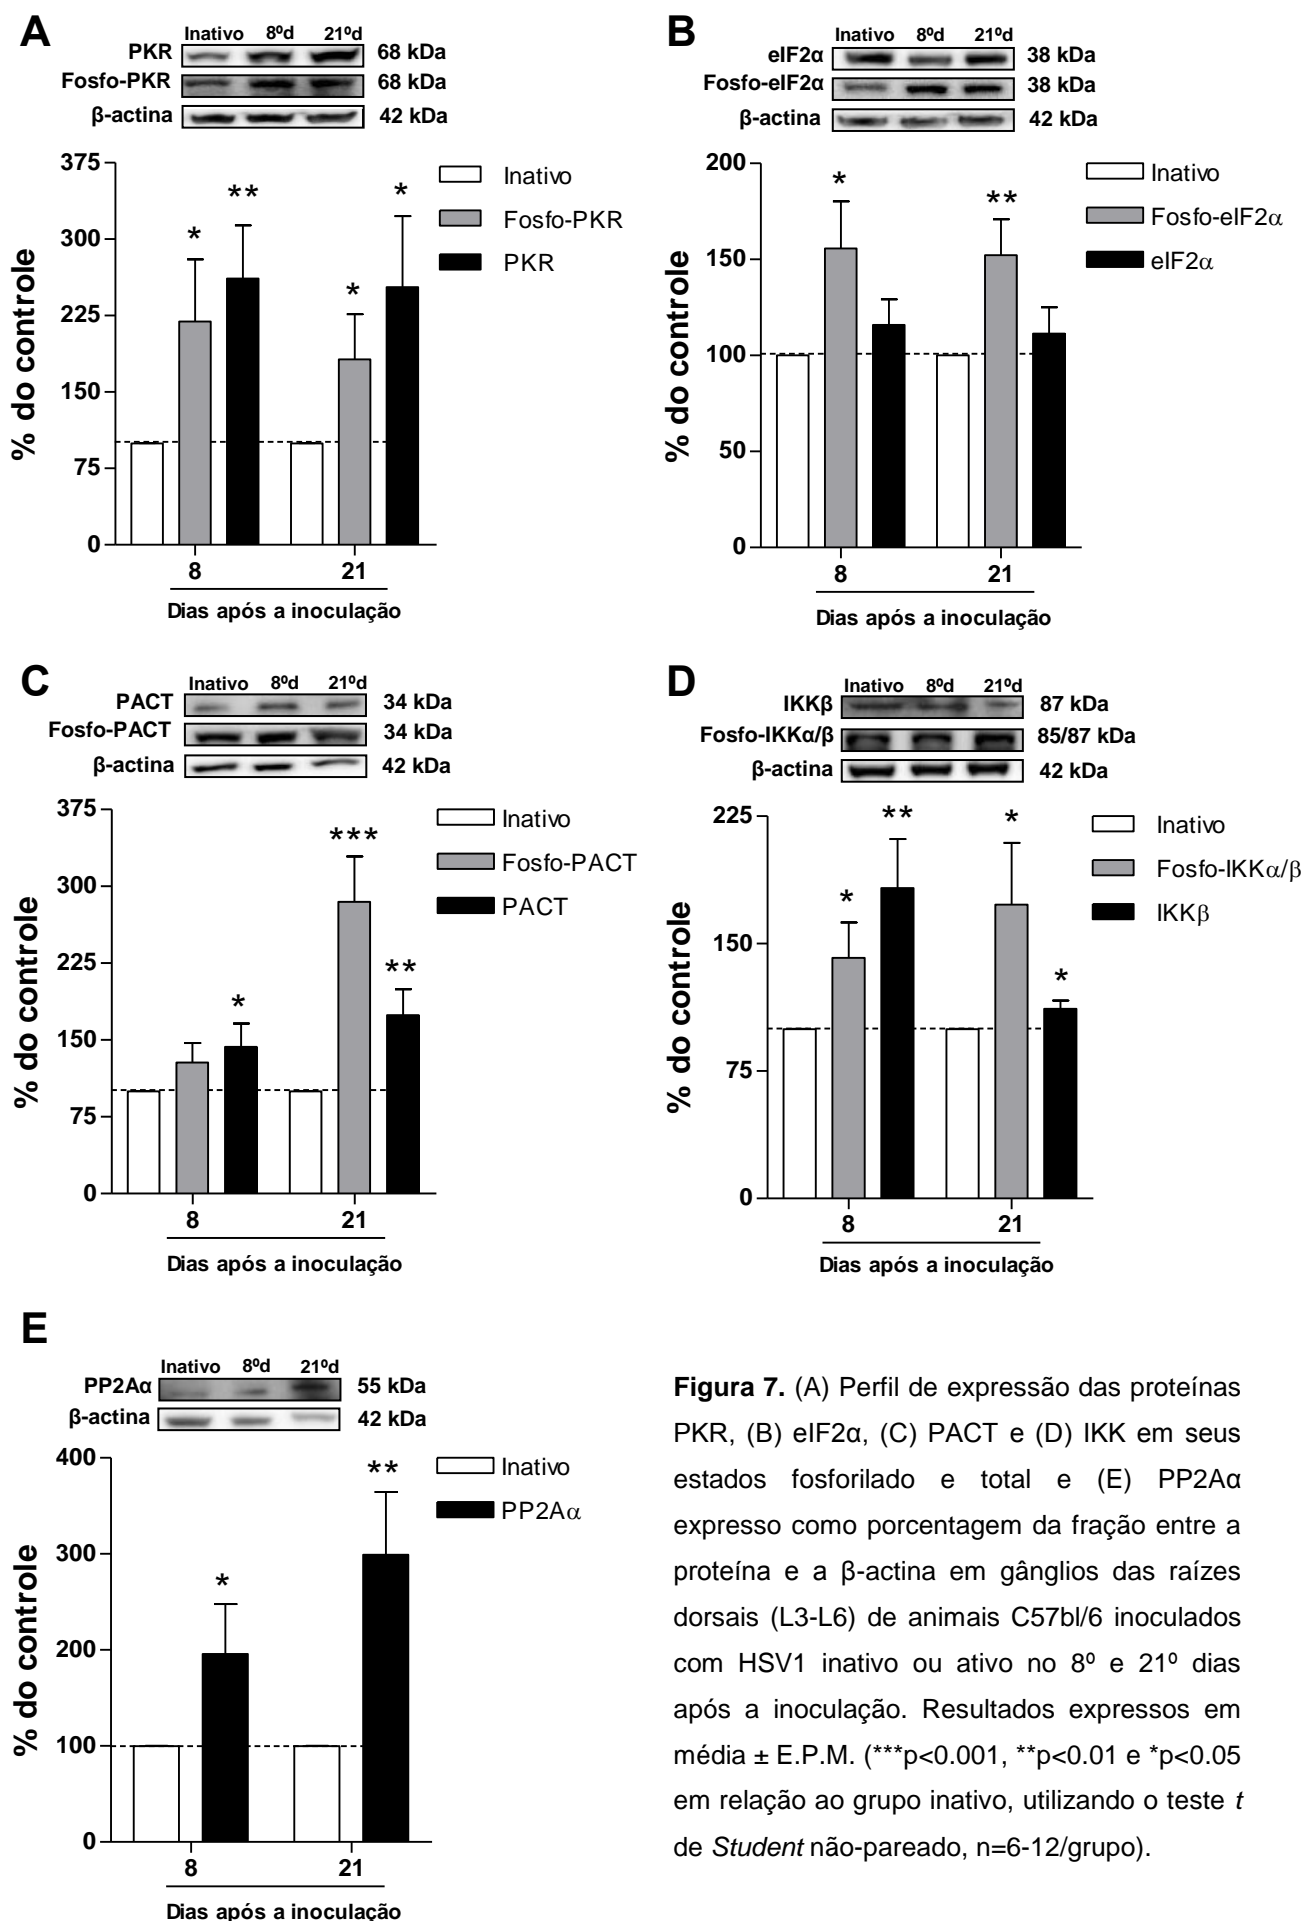 A
Inativo 8ºd 21ºd
PKR 68 kDa
Fosfo-PKR 68 kDa
β-actina 42 kDa
375
300
225
150
75
0
% do controle
* ** * *
Inativo
Fosfo-PKR
PKR
8 21
Dias após a inoculação
B
Inativo 8ºd 21ºd
eIF2α 38 kDa
Fosfo-eIF2α 38 kDa
β-actina 42 kDa
200
150
100
50
0
% do controle
* **
Inativo
Fosfo-eIF2α
eIF2α
8 21
Dias após a inoculação
C
Inativo 8ºd 21ºd
PACT 34 kDa
Fosfo-PACT 34 kDa
β-actina 42 kDa
375
300
225
150
75
0
% do controle
* *** **
Inativo
Fosfo-PACT
PACT
8 21
Dias após a inoculação
D
Inativo 8ºd 21ºd
IKKβ 87 kDa
Fosfo-IKKα/β 85/87 kDa
β-actina 42 kDa
225
150
75
0
% do controle
* ** * *
Inativo
Fosfo-IKKα/β
IKKβ
8 21
Dias após a inoculação
E
Inativo 8ºd 21ºd
PP2Aα 55 kDa
β-actina 42 kDa
400
300
200
100
0
% do controle
* **
Inativo
PP2Aα
8 21
Dias após a inoculação
Figura 7. (A) Perfil de expressão das proteínas
PKR, (B) eIF2α, (C) PACT e (D) IKK em seus
estados fosforilado e total e (E) PP2Aα
expresso como porcentagem da fração entre a
proteína e a β-actina em gânglios das raízes
dorsais (L3-L6) de animais C57bl/6 inoculados
com HSV1 inativo ou ativo no 8º e 21º dias
após a inoculação. Resultados expressos em
média ± E.P.M. (***p<0.001, **p<0.01 e *p<0.05
em relação ao grupo inativo, utilizando o teste t
de Student não-pareado, n=6-12/grupo).